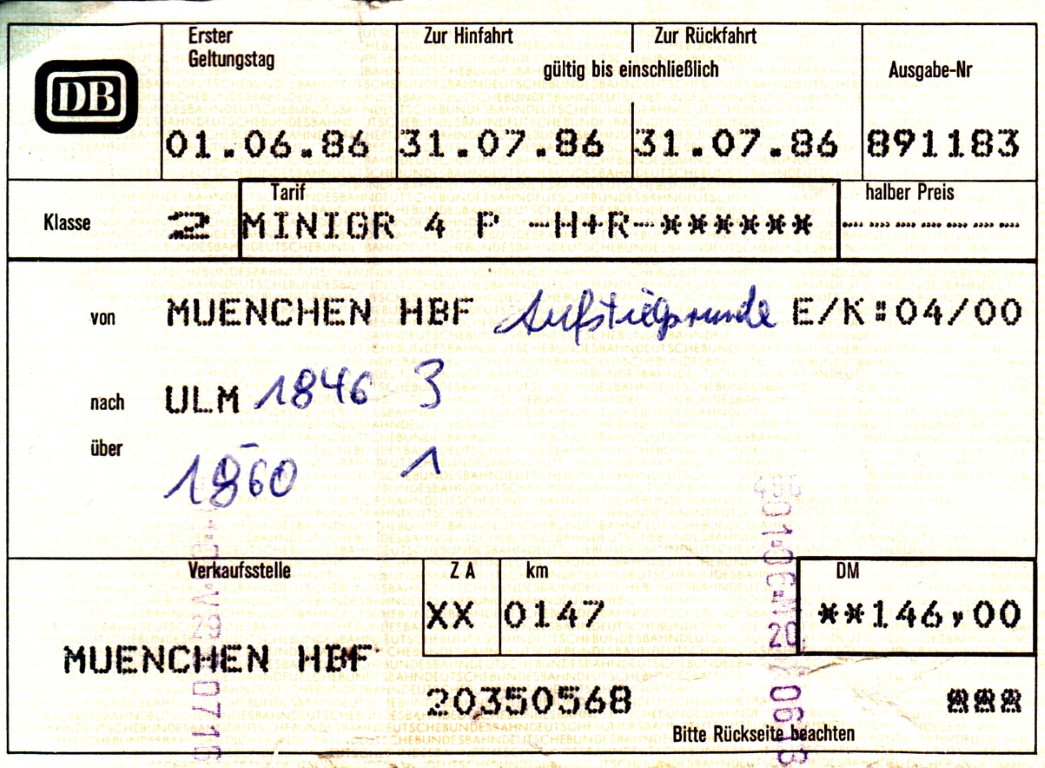 Erster Geltungstag
Zur Hinfahrt
Zur Rückfahrt
gültig bis einschließlich
Ausgabe-Nr
DB
01.06.86 31.07.86 31.07.86 891183
Tarif
halber Preis
Klasse 2 MINIGR 4 P -H+R-****** -------
von MUENCHEN HBF Aufstiegsrunde E/K:04/00
nach ULM 1846 3
über
1860 1
Verkaufsstelle
ZA
km
DM
XX 0147 **146,00
MUENCHEN HBF
20350568
Bitte Rückseite beachten